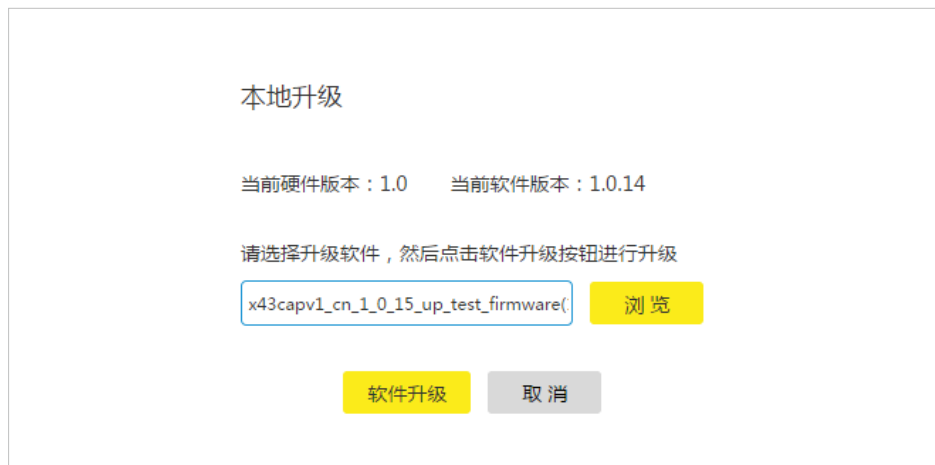 本地升级
当前硬件版本：1.0 当前软件版本：1.0.14
请选择升级软件，然后点击软件升级按钮进行升级
x43capv1_cn_1_0_15_up_test_firmware( 浏 览
软件升级 取 消